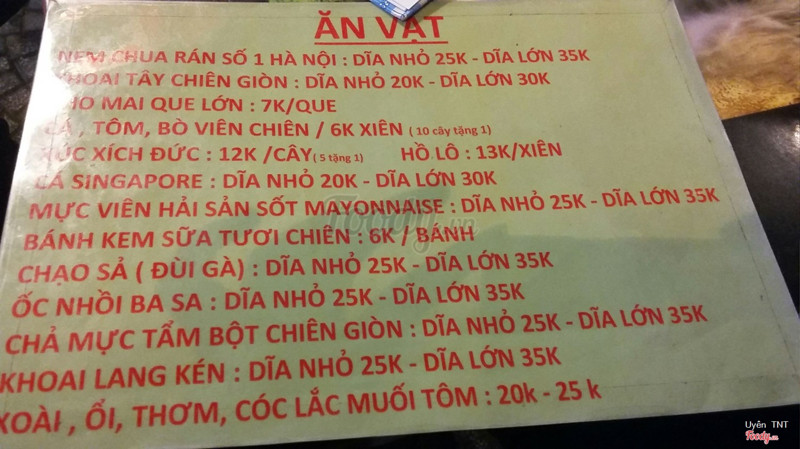 ĂN VẶT
NEM CHUA RÁN SỐ 1 HÀ NỘI : DĨA NHỎ 25K - DĨA LỚN 35K
KHOAI TÂY CHIÊN GIÒN : DĨA NHỎ 20K - DĨA LỚN 30K
HO MAI QUE LỚN : 7K/QUE
CÁ , TÔM, BÒ VIÊN CHIÊN / 6K XIÊN ( 10 cây tặng 1)
XÚC XÍCH ĐỨC : 12K /CÂY( 5 tặng 1) HỒ LÔ : 13K/XIÊN
CÁ SINGAPORE : DĨA NHỎ 20K - DĨA LỚN 30K
MỰC VIÊN HẢI SẢN SỐT MAYONNAISE : DĨA NHỎ 25K - DĨA LỚN 35K
BÁNH KEM SỮA TƯƠI CHIÊN : 6K / BÁNH
CHẠO SẢ ( ĐÙI GÀ) : DĨA NHỎ 25K - DĨA LỚN 35K
ỐC NHỒI BA SA : DĨA NHỎ 25K - DĨA LỚN 35K
CHẢ MỰC TẨM BỘT CHIÊN GIÒN : DĨA NHỎ 25K - DĨA LỚN 35K
KHOAI LANG KÉN : DĨA NHỎ 25K - DĨA LỚN 35K
XOÀI , ỔI, THƠM, CÓC LẮC MUỐI TÔM : 20k - 25 k
Foody.vn
Uyên TNT
Foody.vn